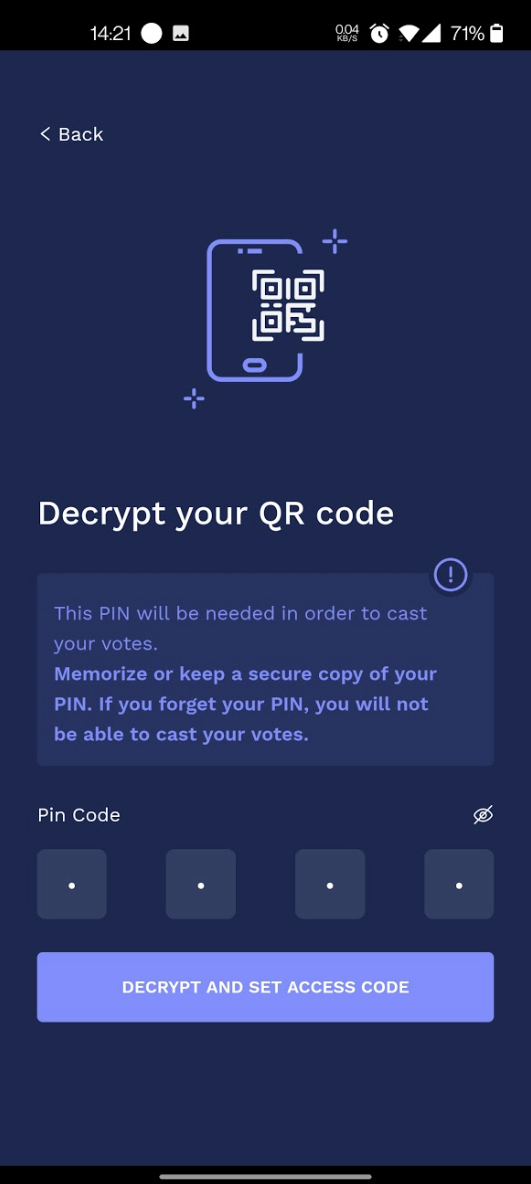 14:21
0.04 KB/S
71%
Back
Decrypt your QR code
This PIN will be needed in order to cast
your votes.
Memorize or keep a secure copy of your
PIN. If you forget your PIN, you will not
be able to cast your votes.
Pin Code
DECRYPT AND SET ACCESS CODE